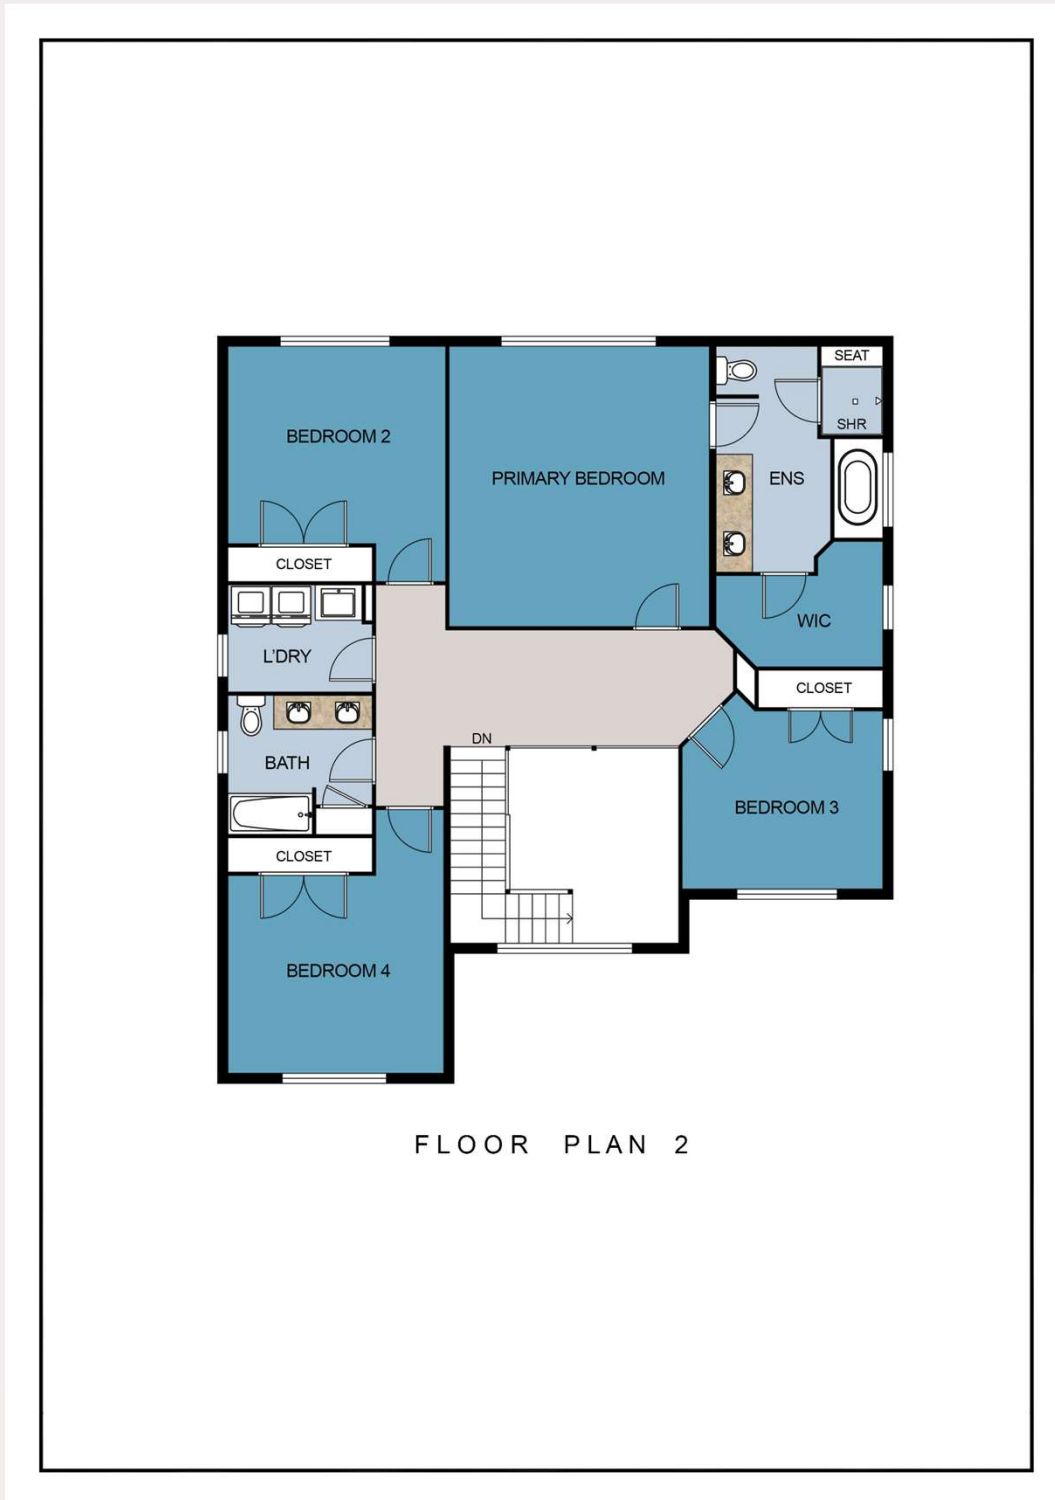 SEAT
SHR
BEDROOM 2
PRIMARY BEDROOM
ENS
CLOSET
WIC
L'DRY
CLOSET
DN
BATH
BEDROOM 3
CLOSET
BEDROOM 4
FLOOR PLAN 2